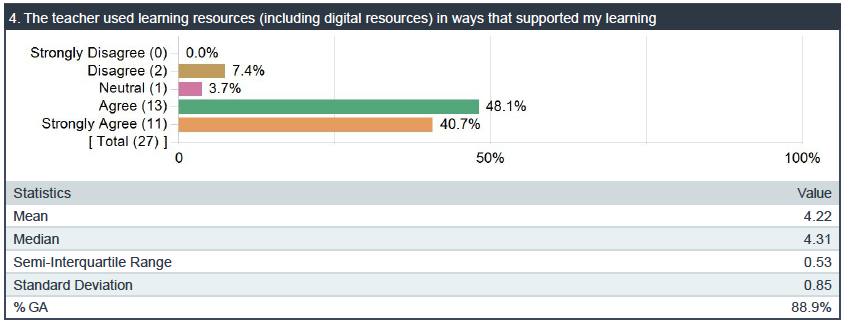 4. The teacher used learning resources (including digital resources) in ways that supported my learning
Strongly Disagree (0) 0.0%
Disagree (2) 7.4%
Neutral (1) 3.7%
Agree (13) 48.1%
Strongly Agree (11) 40.7%
[ Total (27) ]
0 50% 100%
Statistics Value
Mean 4.22
Median 4.31
Semi-Interquartile Range 0.53
Standard Deviation 0.85
% GA 88.9%